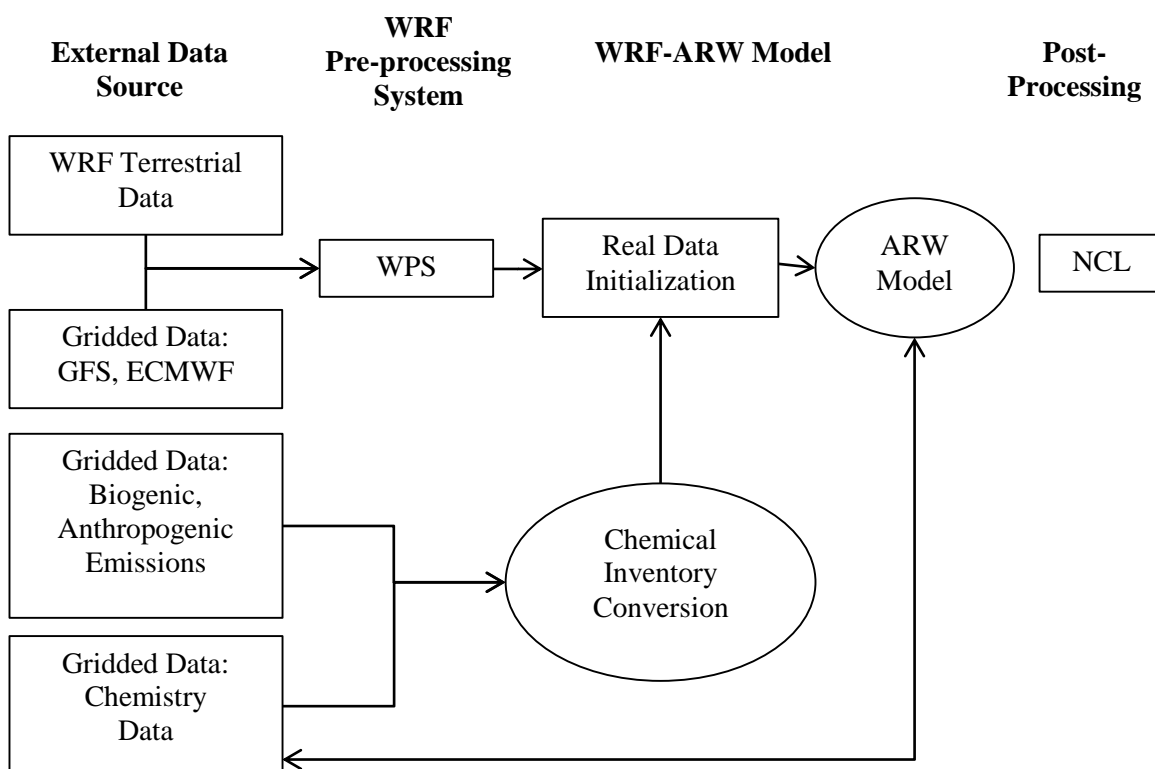 External Data
Source
WRF
Pre-processing
System
WRF-ARW Model
Post-
Processing
WRF Terrestrial
Data
WPS
Real Data
Initialization
ARW
Model
NCL
Gridded Data:
GFS, ECMWF
Gridded Data:
Biogenic,
Anthropogenic
Emissions
Chemical
Inventory
Conversion
Gridded Data:
Chemistry
Data